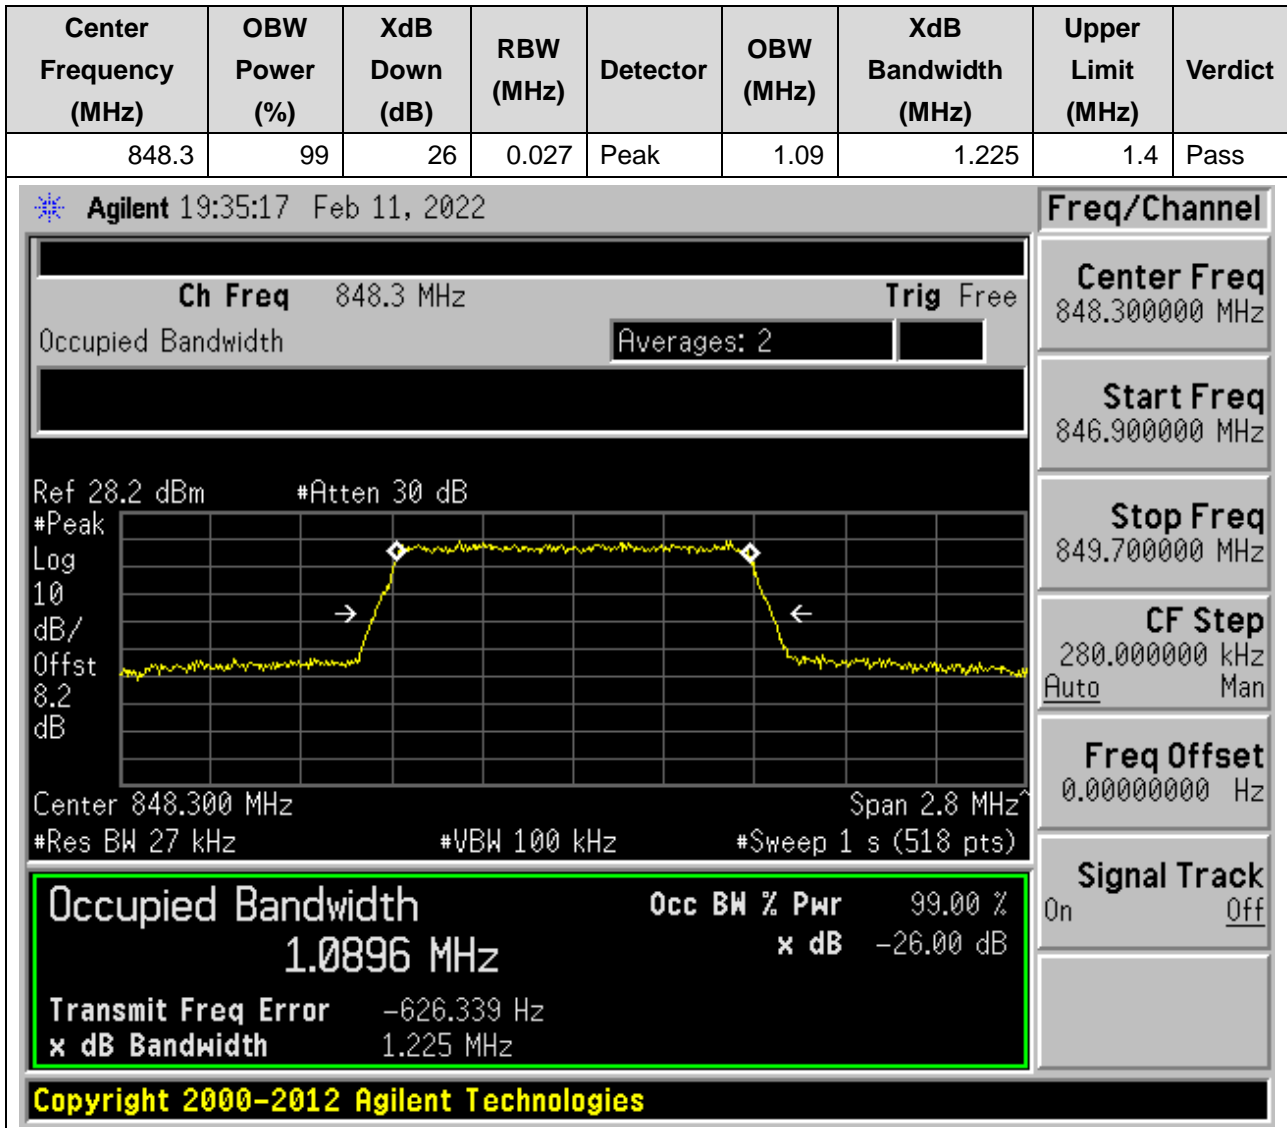 Center Frequency (MHz) OBW Power (%) XdB Down (dB) RBW (MHz) Detector OBW (MHz) XdB Bandwidth (MHz) Upper Limit (MHz) Verdict
848.3 99 26 0.027 Peak 1.09 1.225 1.4 Pass
Agilent 19:35:17 Feb 11, 2022
Freq/Channel
Ch Freq 848.3 MHz Trig Free
Occupied Bandwidth Averages: 2
Center Freq
848.300000 MHz
Start Freq
846.900000 MHz
Stop Freq
849.700000 MHz
CF Step
280.000000 kHz
Auto Man
Freq Offset
0.00000000 Hz
Signal Track
On Off
Ref 28.2 dBm #Atten 30 dB
#Peak
Log
10
dB/
Offst
8.2
dB
Center 848.300 MHz Span 2.8 MHz^
#Res BW 27 kHz #VBW 100 kHz #Sweep 1 s (518 pts)
Occupied Bandwidth Occ BW % Pwr 99.00 %
1.0896 MHz x dB -26.00 dB
Transmit Freq Error -626.339 Hz
x dB Bandwidth 1.225 MHz
Copyright 2000-2012 Agilent Technologies